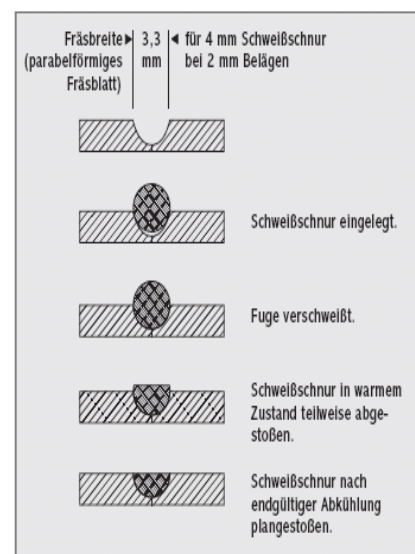 Fräsbreite 3,3 für 4 mm Schweißschnur
(parabelförmiges mm bei 2 mm Belägen
Fräsblatt)
Schweißschnur eingelegt.
Fuge verschweißt.
Schweißschnur in warmem
Zustand teilweise abge-
stoßen.
Schweißschnur nach
endgültiger Abkühlung
plangestoßen.